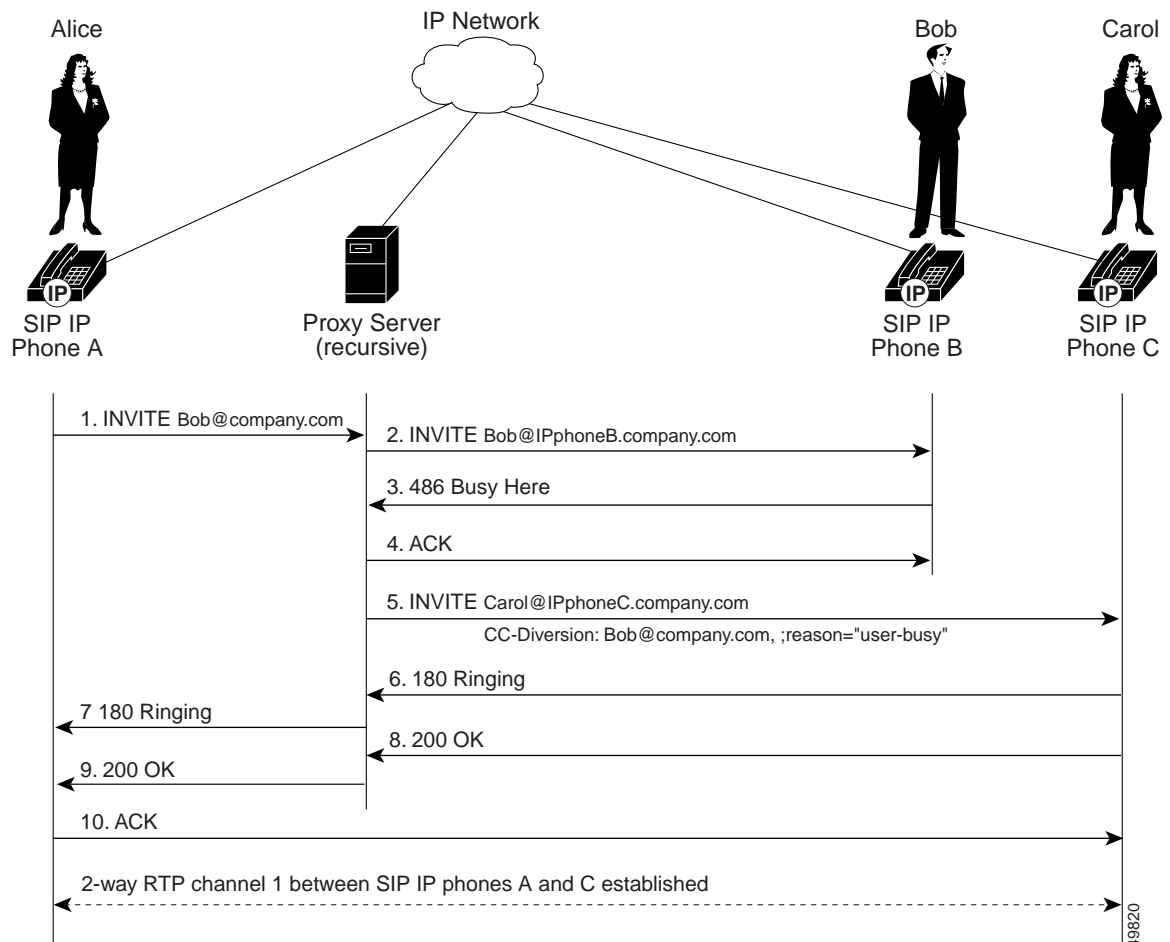 Alice
IP Network
Bob
Carol
IP
SIP IP
Phone A
Proxy Server
(recursive)
IP
SIP IP
Phone B
IP
SIP IP
Phone C
1. INVITE Bob@company.com
2. INVITE Bob@IPphoneB.company.com
3. 486 Busy Here
4. ACK
5. INVITE Carol@IPphoneC.company.com
CC-Diversion: Bob@company.com, ;reason="user-busy"
6. 180 Ringing
7 180 Ringing
8. 200 OK
9. 200 OK
10. ACK
2-way RTP channel 1 between SIP IP phones A and C established